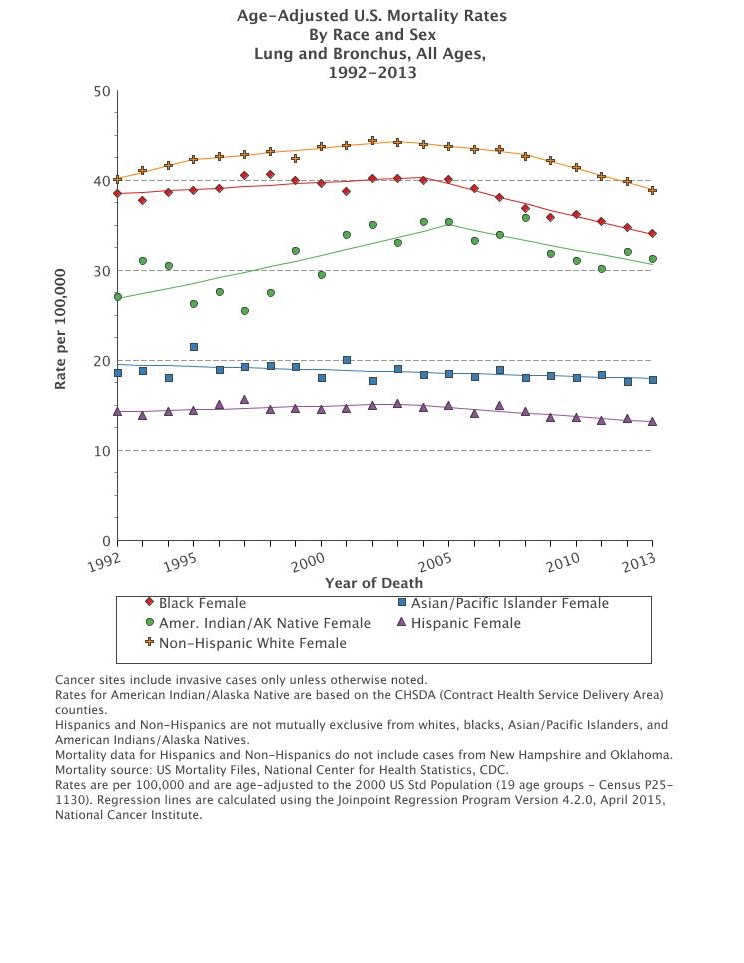 Age-Adjusted U.S. Mortality Rates
By Race and Sex
Lung and Bronchus, All Ages,
1992-2013
50
40
30
20
10
0
Rate per 100,000
1992
1995
2000
2005
2010
2013
Year of Death
Black Female
Asian/Pacific Islander Female
Amer. Indian/AK Native Female
Hispanic Female
Non-Hispanic White Female
Cancer sites include invasive cases only unless otherwise noted.
Rates for American Indian/Alaska Native are based on the CHSDA (Contract Health Service Delivery Area)
counties.
Hispanics and Non-Hispanics are not mutually exclusive from whites, blacks, Asian/Pacific Islanders, and
American Indians/Alaska Natives.
Mortality data for Hispanics and Non-Hispanics do not include cases from New Hampshire and Oklahoma.
Mortality source: US Mortality Files, National Center for Health Statistics, CDC.
Rates are per 100,000 and are age-adjusted to the 2000 US Std Population (19 age groups - Census P25-
1130). Regression lines are calculated using the Joinpoint Regression Program Version 4.2.0, April 2015,
National Cancer Institute.